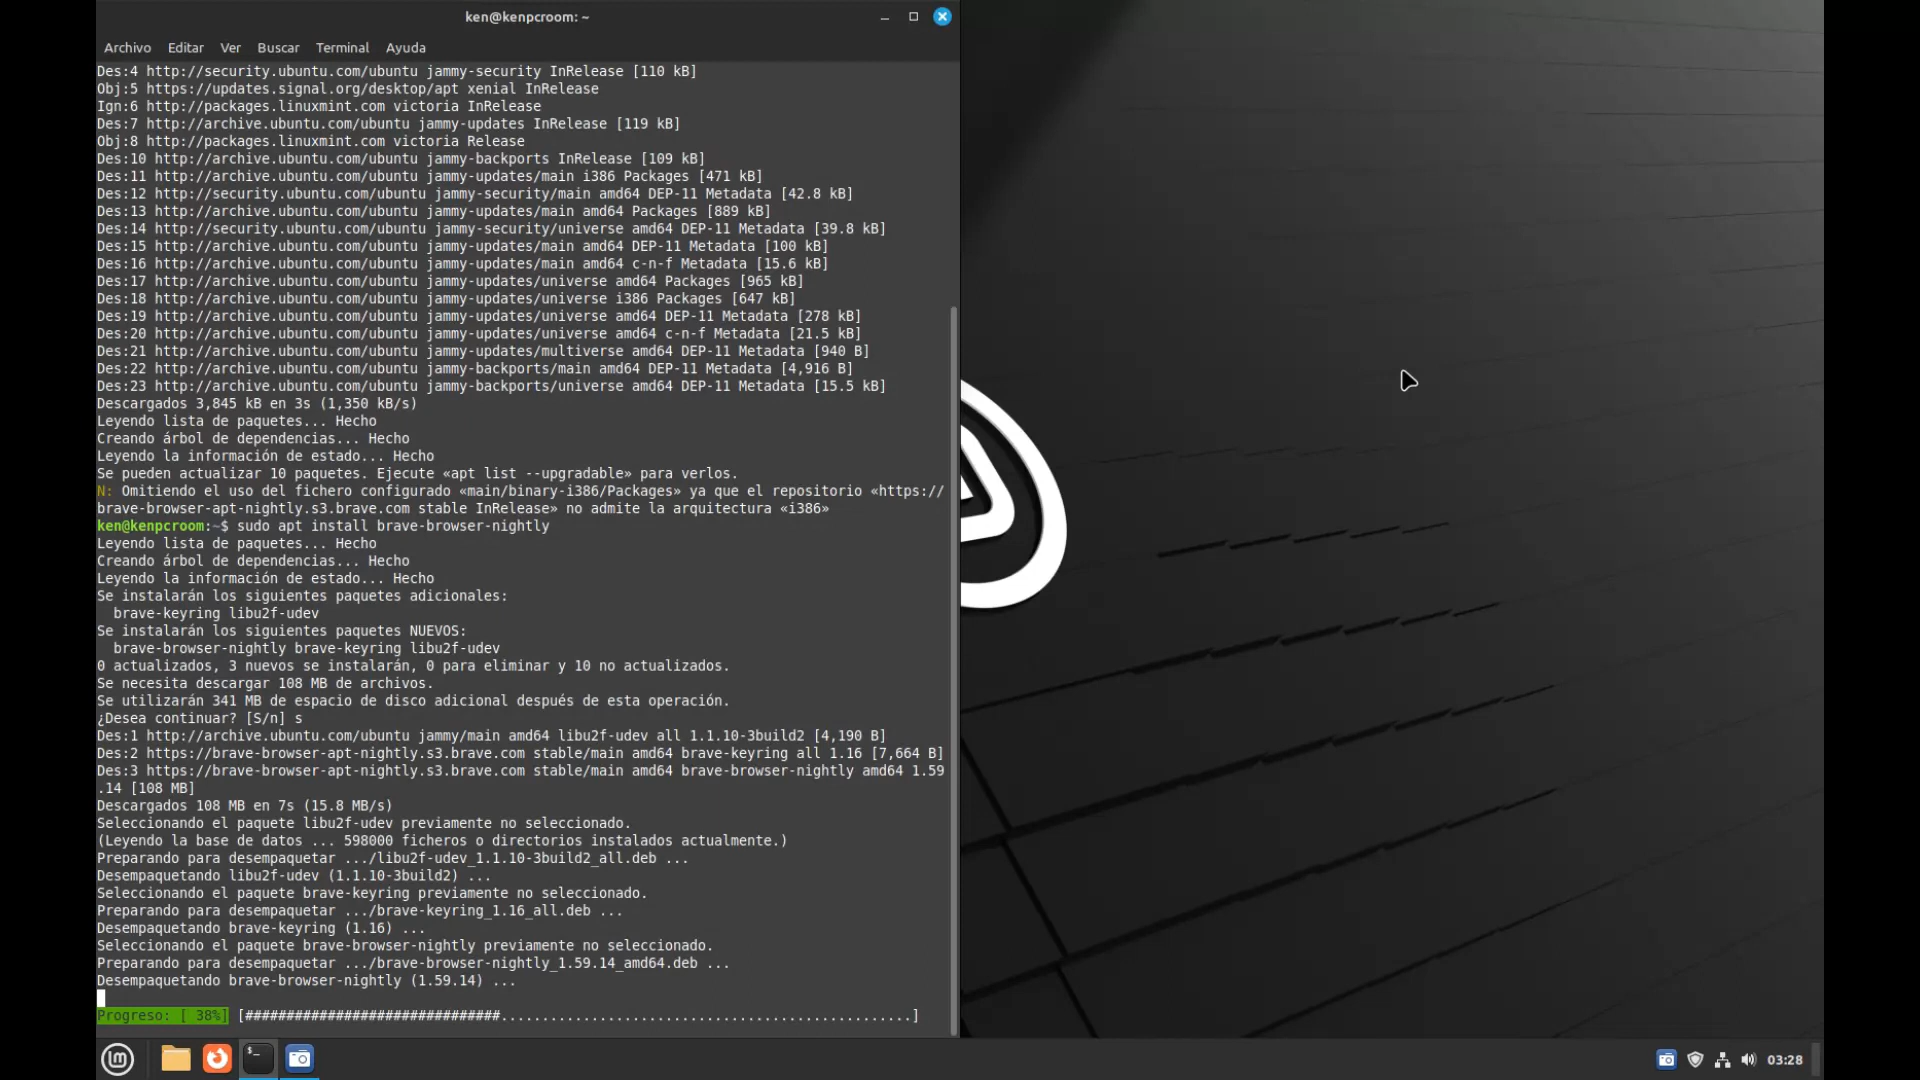 ken@kenpcroom: ~
Archivo Editar Ver Buscar Terminal Ayuda
Des:4 http://security.ubuntu.com/ubuntu jammy-security InRelease [110 kB]
Obj:5 https://updates.signal.org/desktop/apt xenial InRelease
Ign:6 http://packages.linuxmint.com victoria InRelease
Des:7 http://archive.ubuntu.com/ubuntu jammy-updates InRelease [119 kB]
Obj:8 http://packages.linuxmint.com victoria Release
Des:10 http://archive.ubuntu.com/ubuntu jammy-backports InRelease [109 kB]
Des:11 http://archive.ubuntu.com/ubuntu jammy-updates/main i386 Packages [471 kB]
Des:12 http://security.ubuntu.com/ubuntu jammy-security/main amd64 DEP-11 Metadata [42.8 kB]
Des:13 http://archive.ubuntu.com/ubuntu jammy-updates/main amd64 Packages [889 kB]
Des:14 http://security.ubuntu.com/ubuntu jammy-security/universe amd64 DEP-11 Metadata [39.8 kB]
Des:15 http://archive.ubuntu.com/ubuntu jammy-updates/main amd64 DEP-11 Metadata [100 kB]
Des:16 http://archive.ubuntu.com/ubuntu jammy-updates/main amd64 c-n-f Metadata [15.6 kB]
Des:17 http://archive.ubuntu.com/ubuntu jammy-updates/universe amd64 Packages [965 kB]
Des:18 http://archive.ubuntu.com/ubuntu jammy-updates/universe i386 Packages [647 kB]
Des:19 http://archive.ubuntu.com/ubuntu jammy-updates/universe amd64 DEP-11 Metadata [278 kB]
Des:20 http://archive.ubuntu.com/ubuntu jammy-updates/universe amd64 c-n-f Metadata [21.5 kB]
Des:21 http://archive.ubuntu.com/ubuntu jammy-updates/multiverse amd64 DEP-11 Metadata [940 B]
Des:22 http://archive.ubuntu.com/ubuntu jammy-backports/main amd64 DEP-11 Metadata [4,916 B]
Des:23 http://archive.ubuntu.com/ubuntu jammy-backports/universe amd64 DEP-11 Metadata [15.5 kB]
Descargados 3,845 kB en 3s (1,350 kB/s)
Leyendo lista de paquetes... Hecho
Creando árbol de dependencias... Hecho
Leyendo la información de estado... Hecho
Se pueden actualizar 10 paquetes. Ejecute «apt list --upgradable» para verlos.
N: Omitiendo el uso del fichero configurado «main/binary-i386/Packages» ya que el repositorio «https://
brave-browser-apt-nightly.s3.brave.com stable InRelease» no admite la arquitectura «i386»
ken@kenpcroom:~$ sudo apt install brave-browser-nightly
Leyendo lista de paquetes... Hecho
Creando árbol de dependencias... Hecho
Leyendo la información de estado... Hecho
Se instalarán los siguientes paquetes adicionales:
brave-keyring libu2f-udev
Se instalarán los siguientes paquetes NUEVOS:
brave-browser-nightly brave-keyring libu2f-udev
0 actualizados, 3 nuevos se instalarán, 0 para eliminar y 10 no actualizados.
Se necesita descargar 108 MB de archivos.
Se utilizarán 341 MB de espacio de disco adicional después de esta operación.
¿Desea continuar? [S/n] s
Des:1 http://archive.ubuntu.com/ubuntu jammy/main amd64 libu2f-udev all 1.1.10-3build2 [4,190 B]
Des:2 https://brave-browser-apt-nightly.s3.brave.com stable/main amd64 brave-keyring all 1.16 [7,664 B]
Des:3 https://brave-browser-apt-nightly.s3.brave.com stable/main amd64 brave-browser-nightly amd64 1.59
.14 [108 MB]
Descargados 108 MB en 7s (15.8 MB/s)
Seleccionando el paquete libu2f-udev previamente no seleccionado.
(Leyendo la base de datos ... 598000 ficheros o directorios instalados actualmente.)
Preparando para desempaquetar .../libu2f-udev_1.1.10-3build2_all.deb ...
Desempaquetando libu2f-udev (1.1.10-3build2) ...
Seleccionando el paquete brave-keyring previamente no seleccionado.
Preparando para desempaquetar .../brave-keyring_1.16_all.deb ...
Desempaquetando brave-keyring (1.16) ...
Seleccionando el paquete brave-browser-nightly previamente no seleccionado.
Preparando para desempaquetar .../brave-browser-nightly_1.59.14_amd64.deb ...
Desempaquetando brave-browser-nightly (1.59.14) ...
Progreso: [ 38%] [###############################..................................................]
03:28